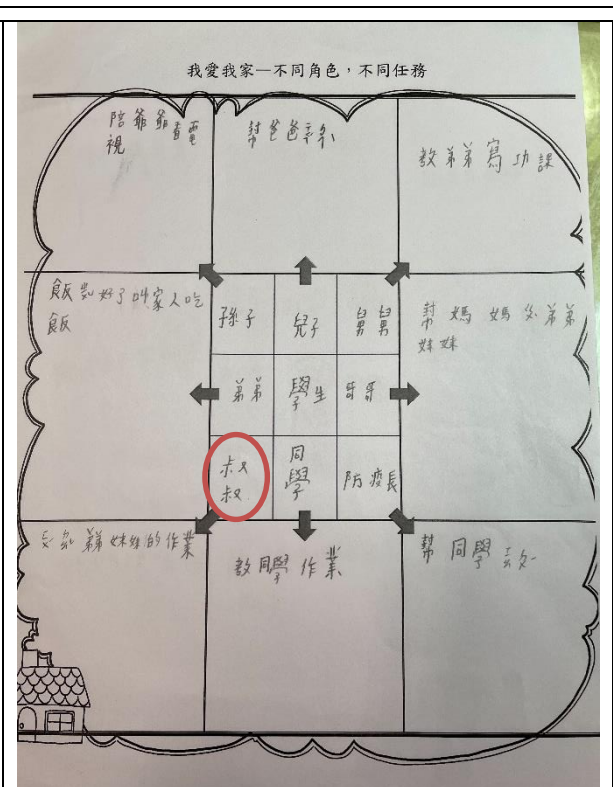 我愛我家—不同角色，不同任務
陪爺爺看電
視
幫爸爸
教弟弟寫功課
飯 好了叫家人吃
飯
孫子
兒子
舅舅
幫媽媽 弟弟
妹妹
弟弟
學生
哥哥
叔
叔
同
學
防疫長
弟弟妹妹的作業
教同學作業
幫同學